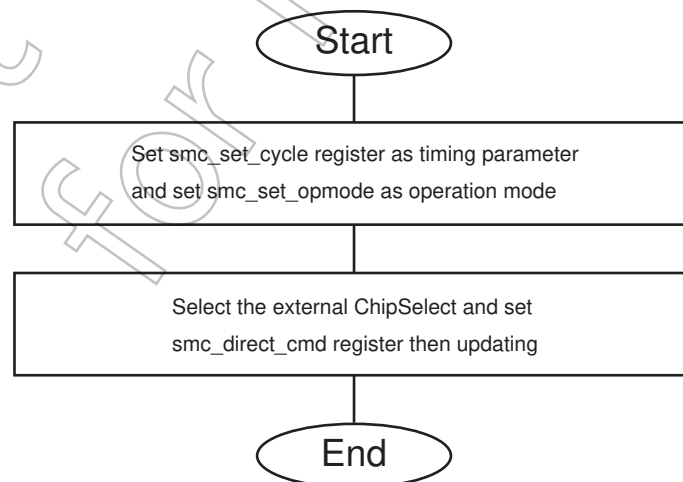 Start
Set smc_set_cycle register as timing parameter
and set smc_set_opmode as operation mode
Select the external ChipSelect and set
smc_direct_cmd register then updating
End
for